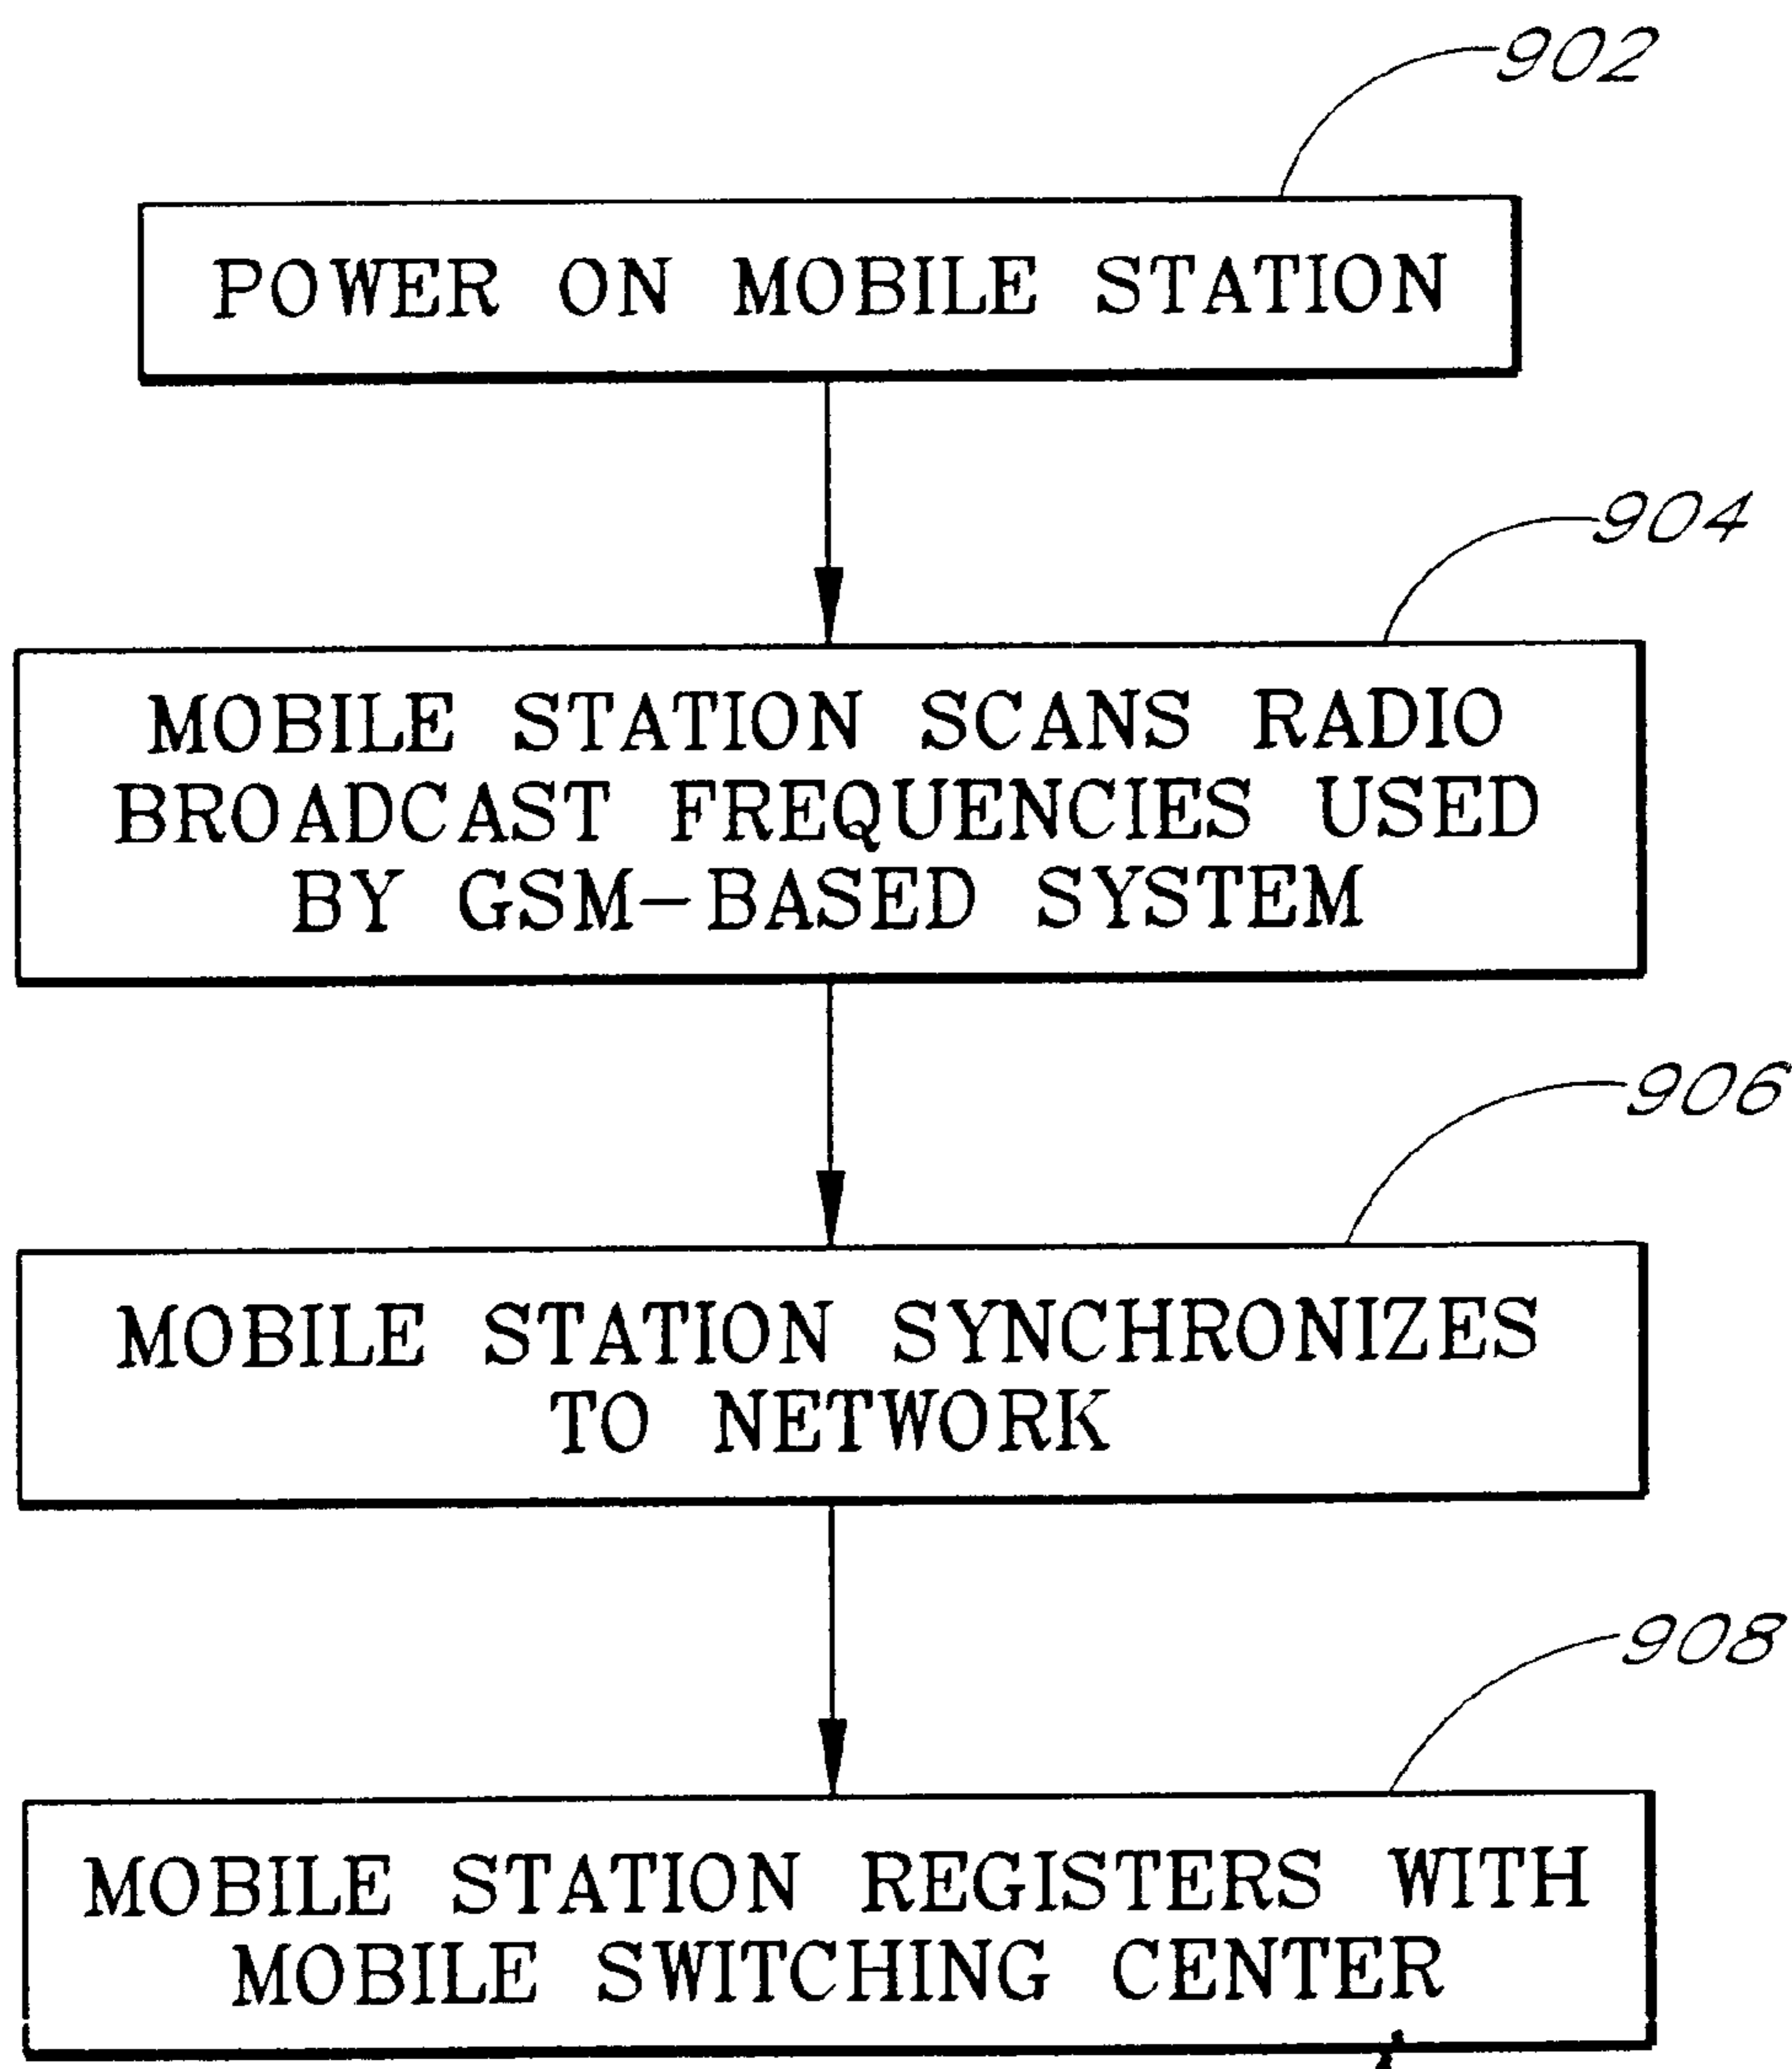 902
POWER ON MOBILE STATION
904
MOBILE STATION SCANS RADIO
BROADCAST FREQUENCIES USED
BY GSM-BASED SYSTEM
906
MOBILE STATION SYNCHRONIZES
TO NETWORK
908
MOBILE STATION REGISTERS WITH
MOBILE SWITCHING CENTER